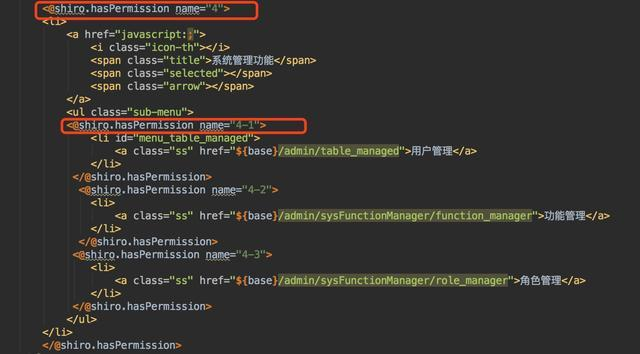 <@shiro.hasPermission name="4">
<li>
<a href="javascript:;">
<i class="icon-th"></i>
<span class="title">系统管理功能</span>
<span class="selected"></span>
<span class="arrow"></span>
</a>
<ul class="sub-menu">
<@shiro.hasPermission name="4-1">
<li id="menu_table_managed">
<a class="ss" href="${base}/admin/table_managed">用户管理</a>
</li>
</@shiro.hasPermission>
<@shiro.hasPermission name="4-2">
<li>
<a class="ss" href="${base}/admin/sysFunctionManager/function_manager">功能管理</a>
</li>
</@shiro.hasPermission>
<@shiro.hasPermission name="4-3">
<li>
<a class="ss" href="${base}/admin/sysFunctionManager/role_manager">角色管理</a>
</li>
</@shiro.hasPermission>
</ul>
</li>
</@shiro.hasPermission>